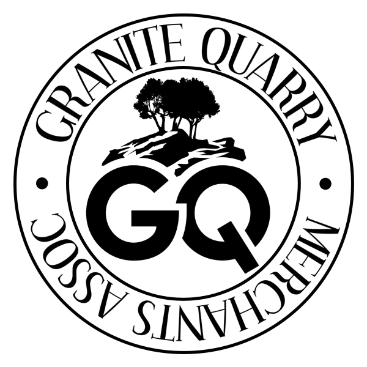 GRANITE QUARRY
GQ
MERCHANTS ASSOC